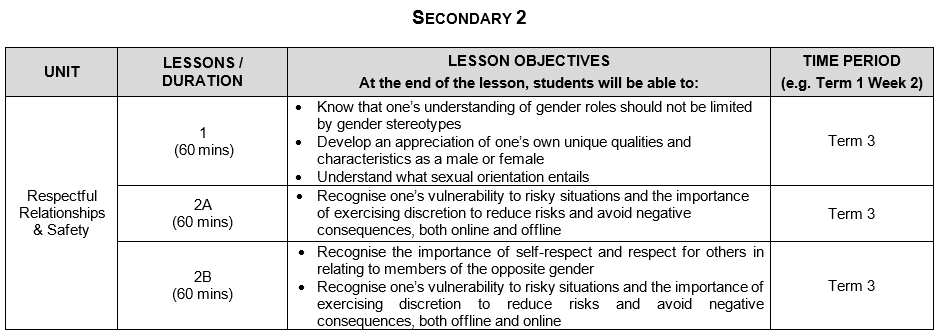 SECONDARY 2
UNIT
LESSONS /
DURATION
LESSON OBJECTIVES
At the end of the lesson, students will be able to:
TIME PERIOD
(e.g. Term 1 Week 2)
Respectful
Relationships
& Safety
1
(60 mins)
• Know that one's understanding of gender roles should not be limited
by gender stereotypes
• Develop an appreciation of one's own unique qualities and
characteristics as a male or female
• Understand what sexual orientation entails
Term 3
2A
(60 mins)
• Recognise one's vulnerability to risky situations and the importance
of exercising discretion to reduce risks and avoid negative
consequences, both online and offline
Term 3
2B
(60 mins)
• Recognise the importance of self-respect and respect for others in
relating to members of the opposite gender
• Recognise one's vulnerability to risky situations and the importance of
exercising discretion to reduce risks and avoid negative
consequences, both offline and online
Term 3